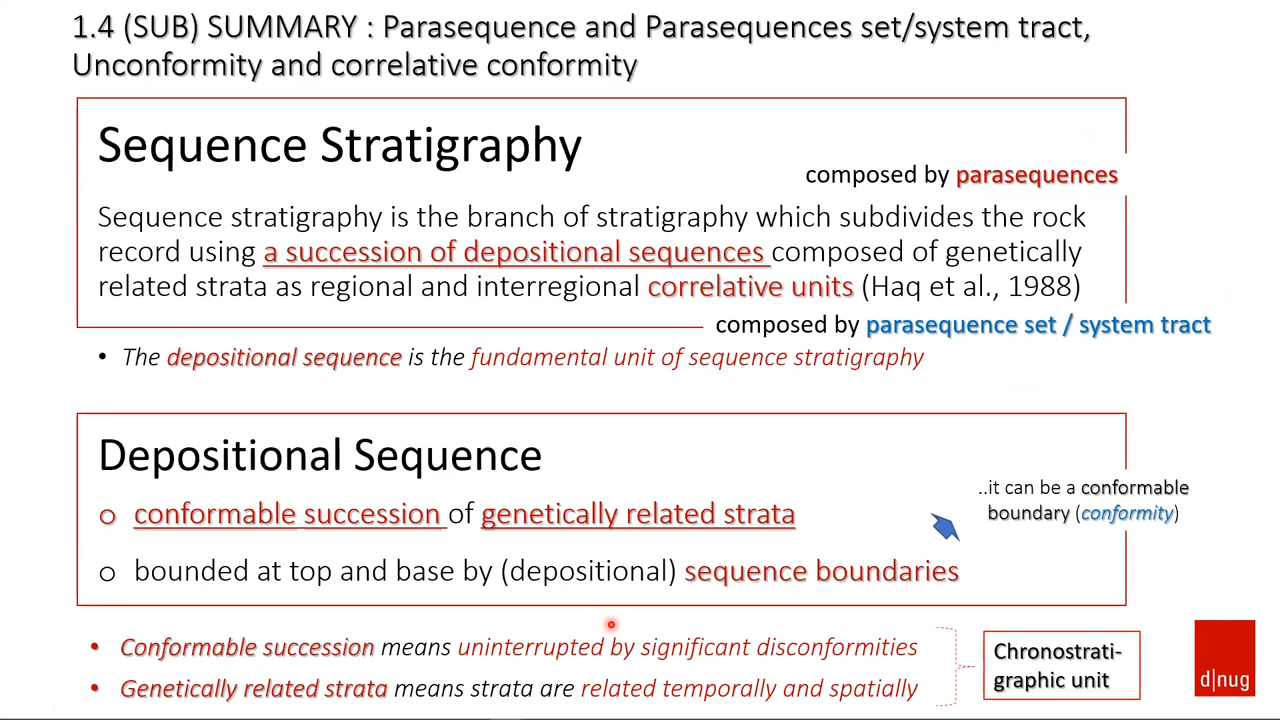 1.4 (SUB) SUMMARY : Parasequence and Parasequences set/system tract,
Unconformity and correlative conformity
Sequence Stratigraphy
composed by parasequences
Sequence stratigraphy is the branch of stratigraphy which subdivides the rock
record using a succession of depositional sequences composed of genetically
related strata as regional and interregional correlative units (Haq et al., 1988)
composed by parasequence set / system tract
• The depositional sequence is the fundamental unit of sequence stratigraphy
Depositional Sequence
o conformable succession of genetically related strata
..it can be a conformable
boundary (conformity)
o bounded at top and base by (depositional) sequence boundaries
• Conformable succession means uninterrupted by significant disconformities
• Genetically related strata means strata are related temporally and spatially
Chronostrati-
graphic unit
d|nug